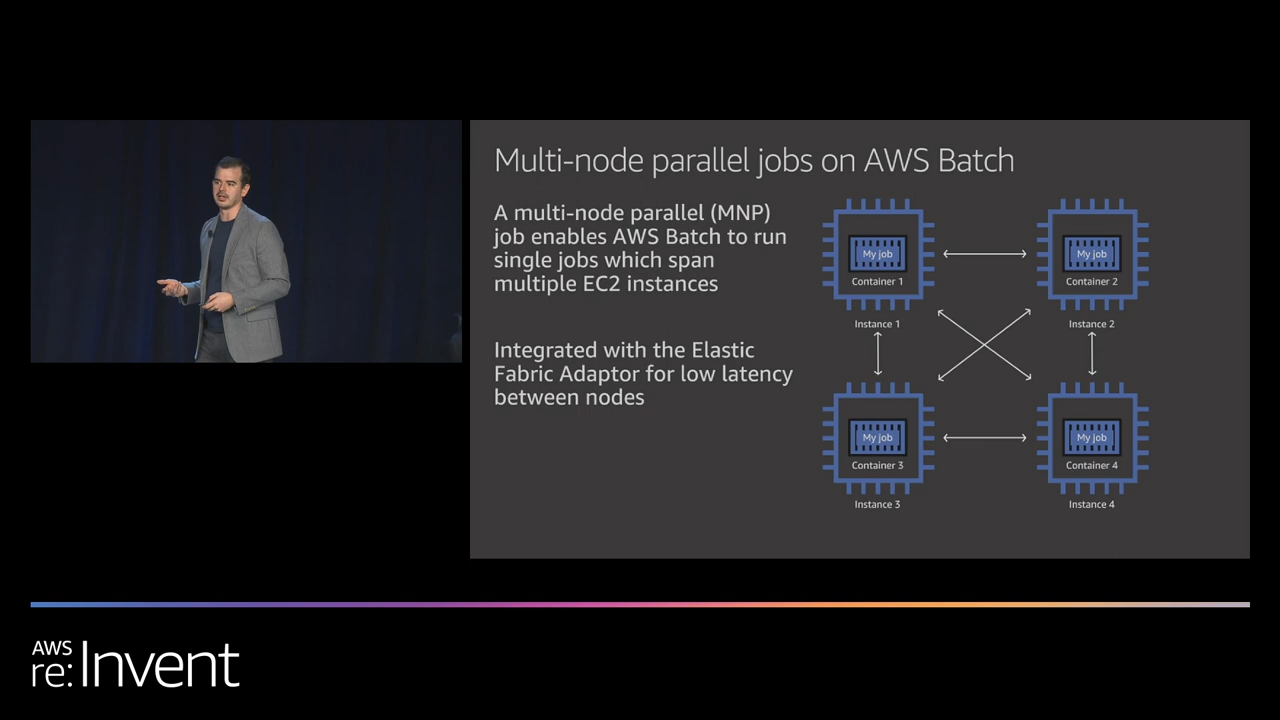 Multi-node parallel jobs on AWS Batch
A multi-node parallel (MNP)
job enables AWS Batch to run
single jobs which span
multiple EC2 instances
Integrated with the Elastic
Fabric Adaptor for low latency
between nodes
My job
Container 1
Instance 1
My job
Container 2
Instance 2
My job
Container 3
Instance 3
My job
Container 4
Instance 4
AWS
re:Invent